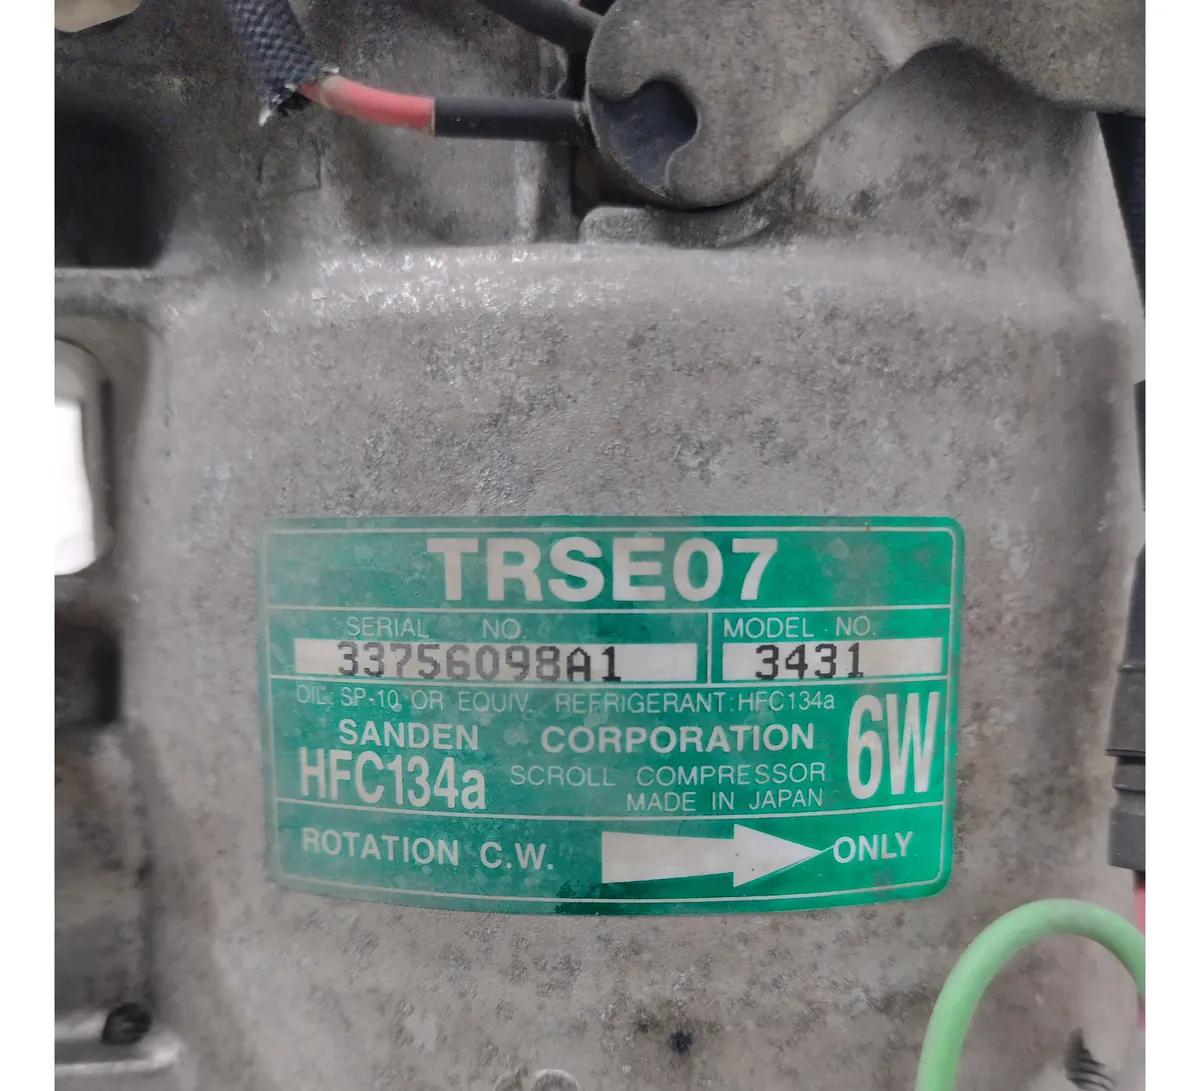 TRSE07
SERIAL NO. MODEL NO.
33756098A1 3431
OIL: SP-10 OR EQUIV. REFRIGERANT:HFC134a
SANDEN CORPORATION 6W
HFC134a SCROLL COMPRESSOR
MADE IN JAPAN
ROTATION C.W. ONLY